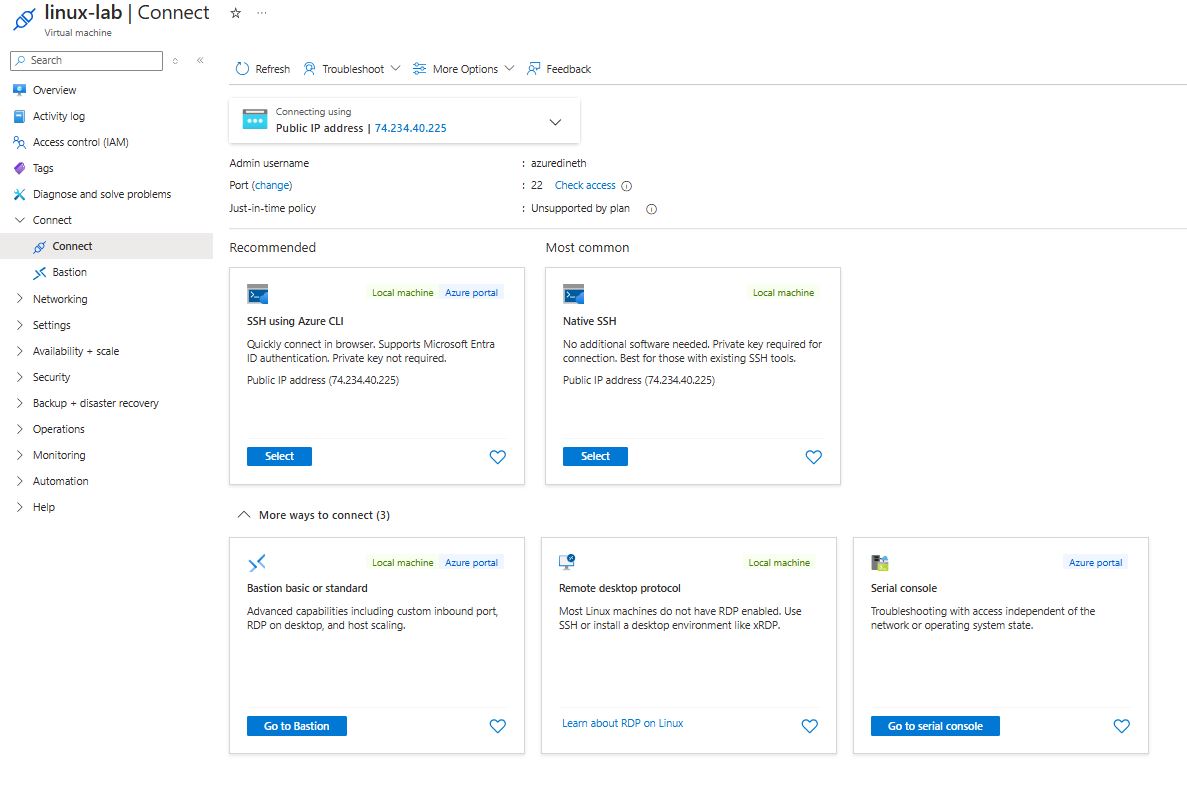 linux-lab | Connect ☆ ...
Virtual machine
Search
Overview
Activity log
Access control (IAM)
Tags
Diagnose and solve problems
Connect
Connect
Bastion
Networking
Settings
Availability + scale
Security
Backup + disaster recovery
Operations
Monitoring
Automation
Help
Refresh Troubleshoot More Options Feedback
Connecting using
Public IP address | 74.234.40.225
Admin username : azuredineth
Port (change) : 22 Check access
Just-in-time policy : Unsupported by plan
Recommended
Local machine Azure portal
SSH using Azure CLI
Quickly connect in browser. Supports Microsoft Entra
ID authentication. Private key not required.
Public IP address (74.234.40.225)
Select
Most common
Local machine
Native SSH
No additional software needed. Private key required for
connection. Best for those with existing SSH tools.
Public IP address (74.234.40.225)
Select
More ways to connect (3)
Local machine Azure portal
Bastion basic or standard
Advanced capabilities including custom inbound port,
RDP on desktop, and host scaling.
Go to Bastion
Local machine
Remote desktop protocol
Most Linux machines do not have RDP enabled. Use
SSH or install a desktop environment like xRDP.
Learn about RDP on Linux
Azure portal
Serial console
Troubleshooting with access independent of the
network or operating system state.
Go to serial console